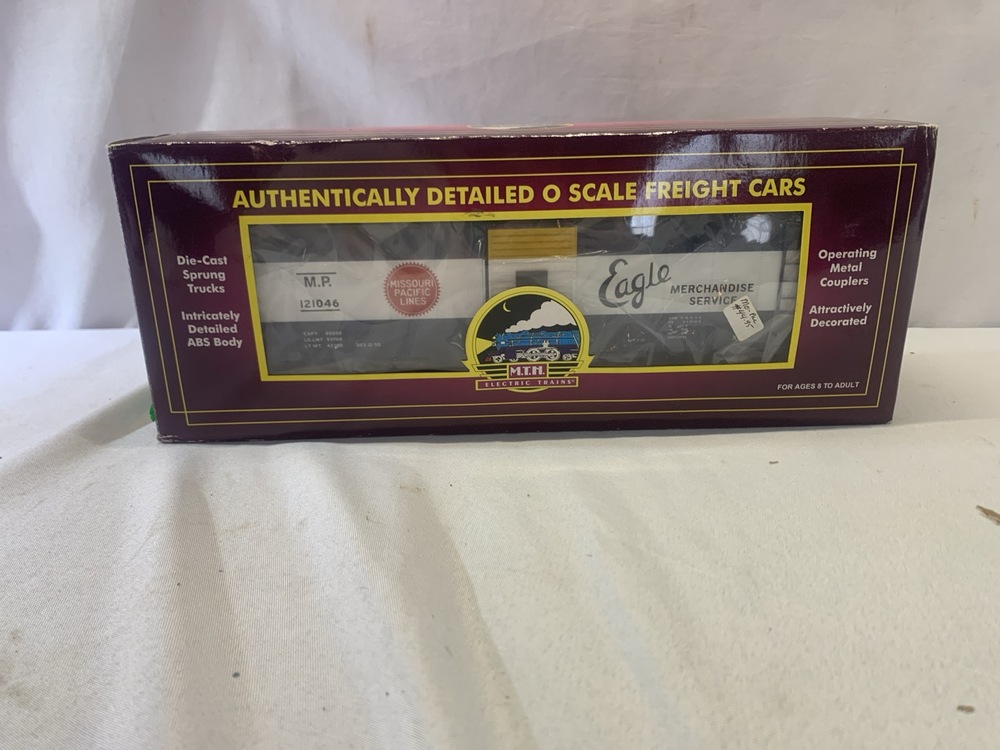 AUTHENTICALLY DETAILED O SCALE FREIGHT CARS
Die-Cast
Sprung
Trucks
Intricately
Detailed
ABS Body
M.P.
121046
MISSOURI
PACIFIC
LINES
Eagle
MERCHANDISE
SERVICE
Operating
Metal
Couplers
Attractively
Decorated
M.T.H.
ELECTRIC TRAINS
FOR AGES 8 TO ADULT